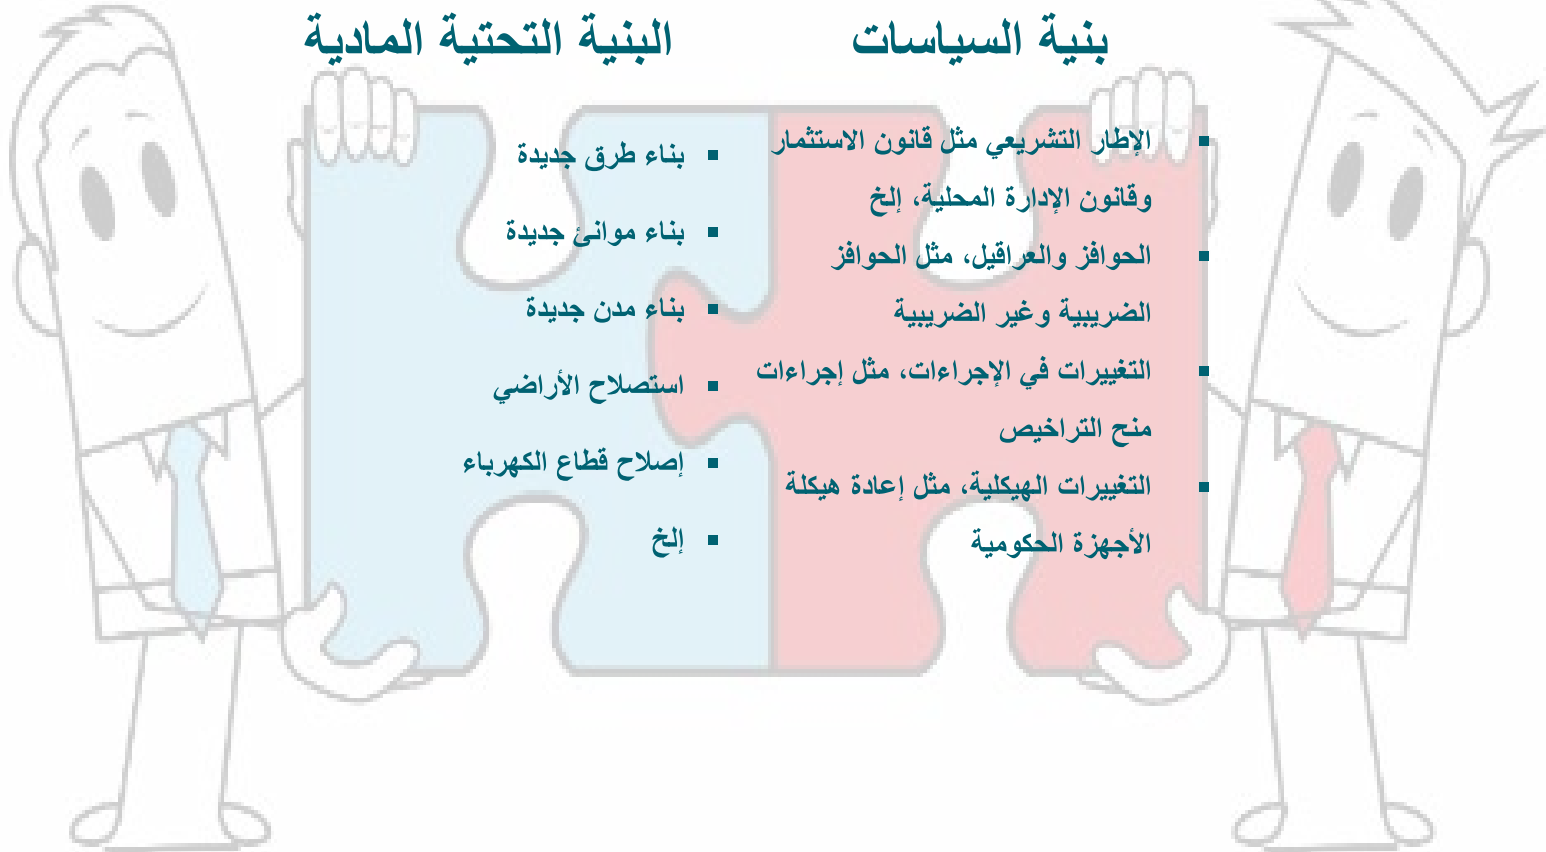 بنية السياسات
▪ الإطار التشريعي مثل قانون الاستثمار
وقانون الإدارة المحلية، إلخ
▪ الحوافز والعراقيل، مثل الحوافز
الضريبية وغير الضريبية
▪ التغييرات في الإجراءات، مثل إجراءات
منح التراخيص
▪ التغييرات الهيكلية، مثل إعادة هيكلة
الأجهزة الحكومية
البنية التحتية المادية
▪ بناء طرق جديدة
▪ بناء موانئ جديدة
▪ بناء مدن جديدة
▪ استصلاح الأراضي
▪ إصلاح قطاع الكهرباء
▪ إلخ